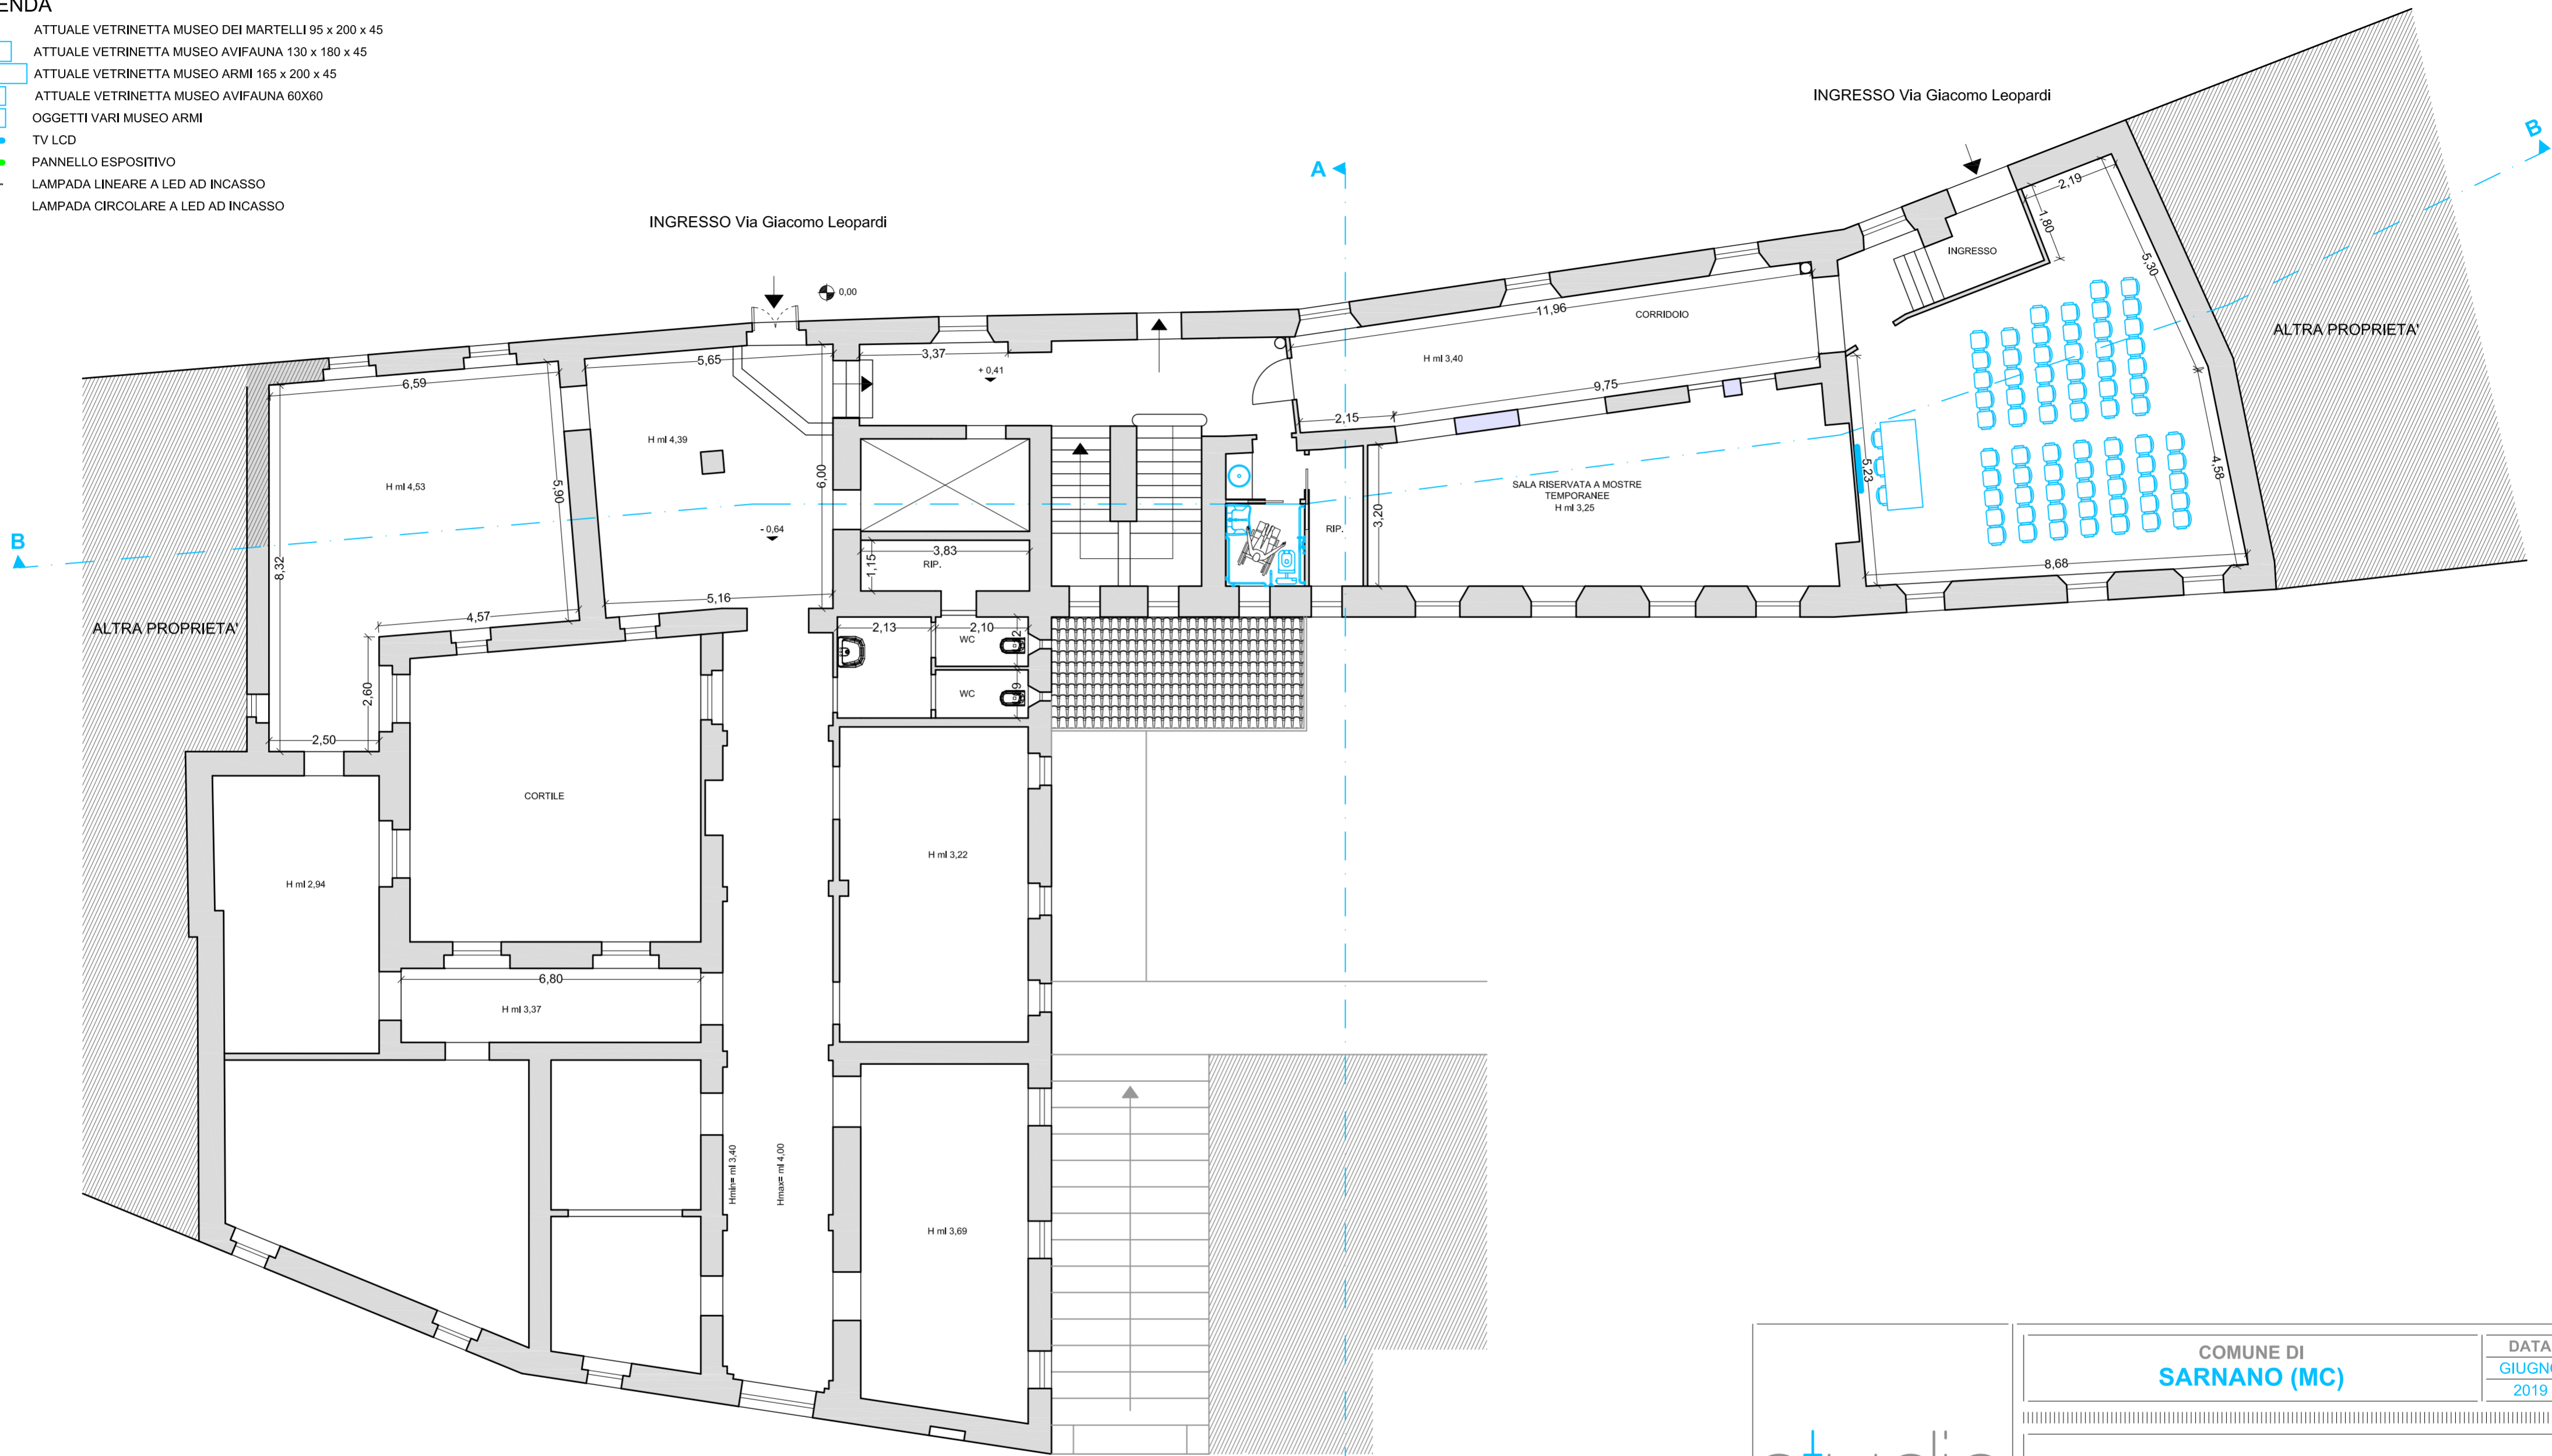 ENDA
ATTUALE VETRINETTA MUSEO DEI MARTELLI 95 x 200 x 45
ATTUALE VETRINETTA MUSEO AVIFAUNA 130 x 180 x 45
ATTUALE VETRINETTA MUSEO ARMI 165 x 200 x 45
ATTUALE VETRINETTA MUSEO AVIFAUNA 60X60
OGGETTI VARI MUSEO ARMI
TV LCD
PANNELLO ESPOSITIVO
LAMPADA LINEARE A LED AD INCASSO
LAMPADA CIRCOLARE A LED AD INCASSO
INGRESSO Via Giacomo Leopardi
INGRESSO Via Giacomo Leopardi
B
A
2,19
1,80
INGRESSO
5,30
0,00
11,96
CORRIDOIO
ALTRA PROPRIETA'
5,65
3,37
H ml 3,40
+ 0,41
6,59
9,75
2,15
H ml 4,39
6,00
5,23
4,58
H ml 4,53
5,90
SALA RISERVATA A MOSTRE
TEMPORANEE
H ml 3,25
3,20
RIP.
- 0,64
B
8,32
3,83
1,15
RIP.
8,68
5,16
4,57
ALTRA PROPRIETA'
2,13
2,10
WC
2,60
WC
2,50
CORTILE
H ml 3,22
H ml 2,94
6,80
H ml 3,37
Hmin= ml 3,40
Hmax= ml 4,00
H ml 3,69
COMUNE DI
SARNANO (MC)
DATA
GIUGNO
2019
studio